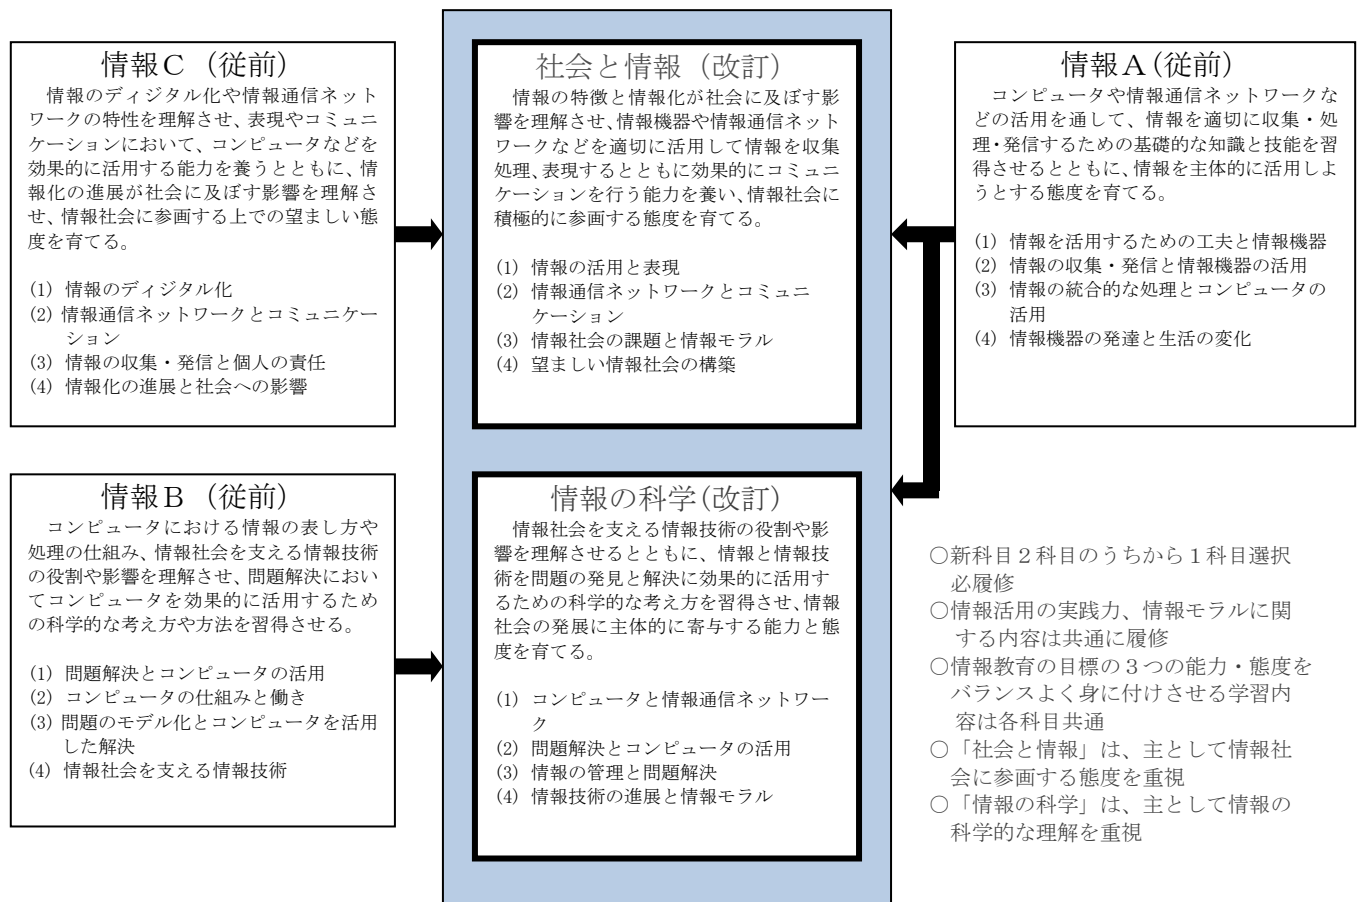 情報C (従前)
情報のディジタル化や情報通信ネット
ワークの特性を理解させ、表現やコミュニ
ケーションにおいて、コンピュータなどを
効果的に活用する能力を養うとともに、情
報化の進展が社会に及ぼす影響を理解さ
せ、情報社会に参画する上での望ましい態
度を育てる。
(1) 情報のディジタル化
(2) 情報通信ネットワークとコミュニケー
ション
(3) 情報の収集・発信と個人の責任
(4) 情報化の進展と社会への影響
社会と情報 (改訂)
情報の特徴と情報化が社会に及ぼす影
響を理解させ、情報機器や情報通信ネット
ワークなどを適切に活用して情報を収集
処理、表現するとともに効果的にコミュニ
ケーションを行う能力を養い、情報社会に
積極的に参画する態度を育てる。
(1) 情報の活用と表現
(2) 情報通信ネットワークとコミュニ
ケーション
(3) 情報社会の課題と情報モラル
(4) 望ましい情報社会の構築
情報A (従前)
コンピュータや情報通信ネットワークな
どの活用を通して、情報を適切に収集・処
理・発信するための基礎的な知識と技能を習
得させるとともに、情報を主体的に活用しよ
うとする態度を育てる。
(1) 情報を活用するための工夫と情報機器
(2) 情報の収集・発信と情報機器の活用
(3) 情報の統合的な処理とコンピュータの
活用
(4) 情報機器の発達と生活の変化
情報B (従前)
コンピュータにおける情報の表し方や
処理の仕組み、情報社会を支える情報技術
の役割や影響を理解させ、問題解決におい
てコンピュータを効果的に活用するため
の科学的な考え方や方法を習得させる。
(1) 問題解決とコンピュータの活用
(2) コンピュータの仕組みと働き
(3) 問題のモデル化とコンピュータを活用
した解決
(4) 情報社会を支える情報技術
情報の科学(改訂)
情報社会を支える情報技術の役割や影
響を理解させるとともに、情報と情報技
術を問題の発見と解決に効果的に活用す
るための科学的な考え方を習得させ、情報
社会の発展に主体的に寄与する能力と態
度を育てる。
(1) コンピュータと情報通信ネットワー
ク
(2) 問題解決とコンピュータの活用
(3) 情報の管理と問題解決
(4) 情報技術の進展と情報モラル
○新科目2科目のうちから1科目選択
必履修
○情報活用の実践力、情報モラルに関
する内容は共通に履修
○情報教育の目標の3つの能力・態度を
バランスよく身に付けさせる学習内
容は各科目共通
○「社会と情報」は、主として情報社
会に参画する態度を重視
○「情報の科学」は、主として情報の
科学的な理解を重視